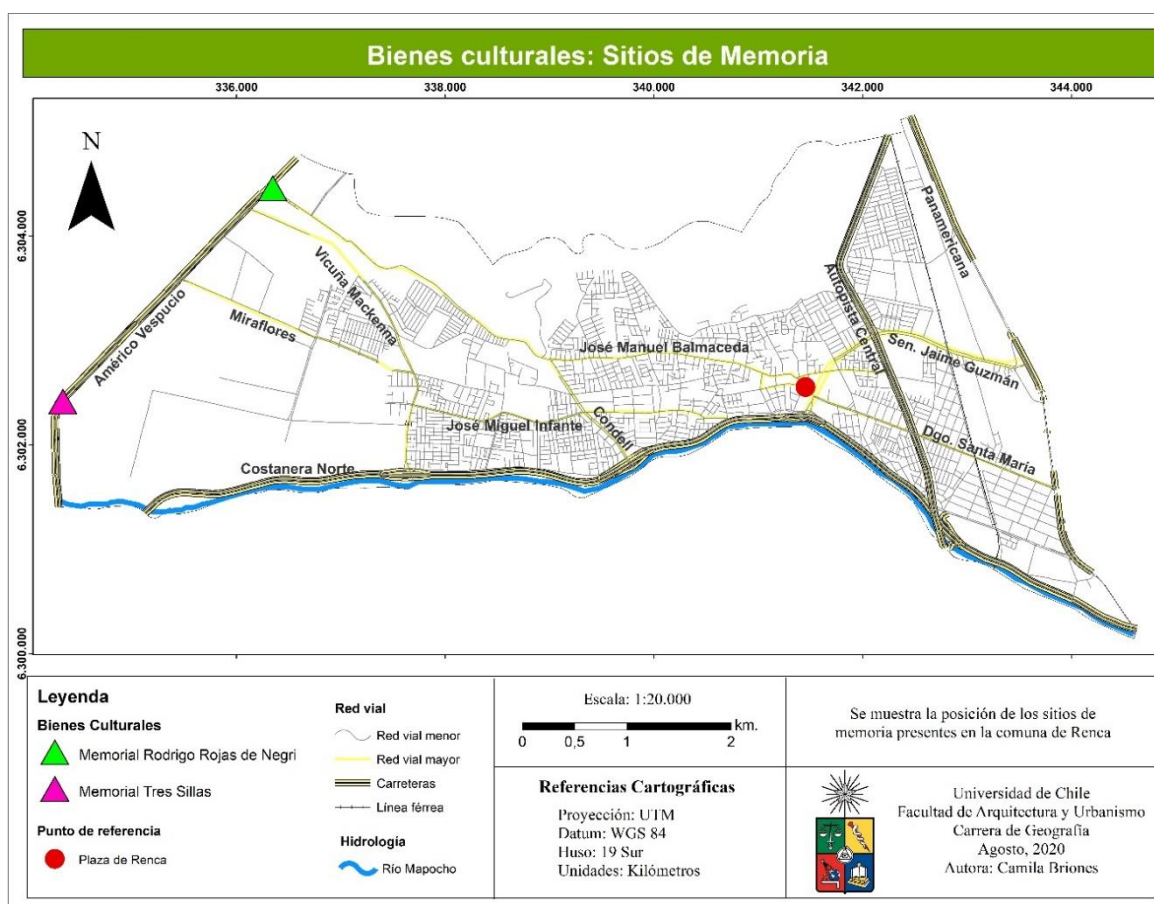 Bienes culturales: Sitios de Memoria
336.000
338.000
340.000
342.000
344.000
N
6.304.000
6.302.000
6.300.000
Américo Vespucio
Vicuña Mackenna
Miraflores
Panamericana
Autopista Central
José Manuel Balmaceda
Sen. Jaime Guzmán
José Miguel Infante
Condell
Dgo. Santa María
Costanera Norte
Leyenda
Bienes Culturales
Memorial Rodrigo Rojas de Negri
Memorial Tres Sillas
Punto de referencia
Plaza de Renca
Red vial
Red vial menor
Red vial mayor
Carreteras
Línea férrea
Hidrología
Río Mapocho
Escala: 1:20.000
km.
0 0,5 1 2
Referencias Cartográficas
Proyección: UTM
Datum: WGS 84
Huso: 19 Sur
Unidades: Kilómetros
Se muestra la posición de los sitios de
memoria presentes en la comuna de Renca
Universidad de Chile
Facultad de Arquitectura y Urbanismo
Carrera de Geografía
Agosto, 2020
Autora: Camila Briones